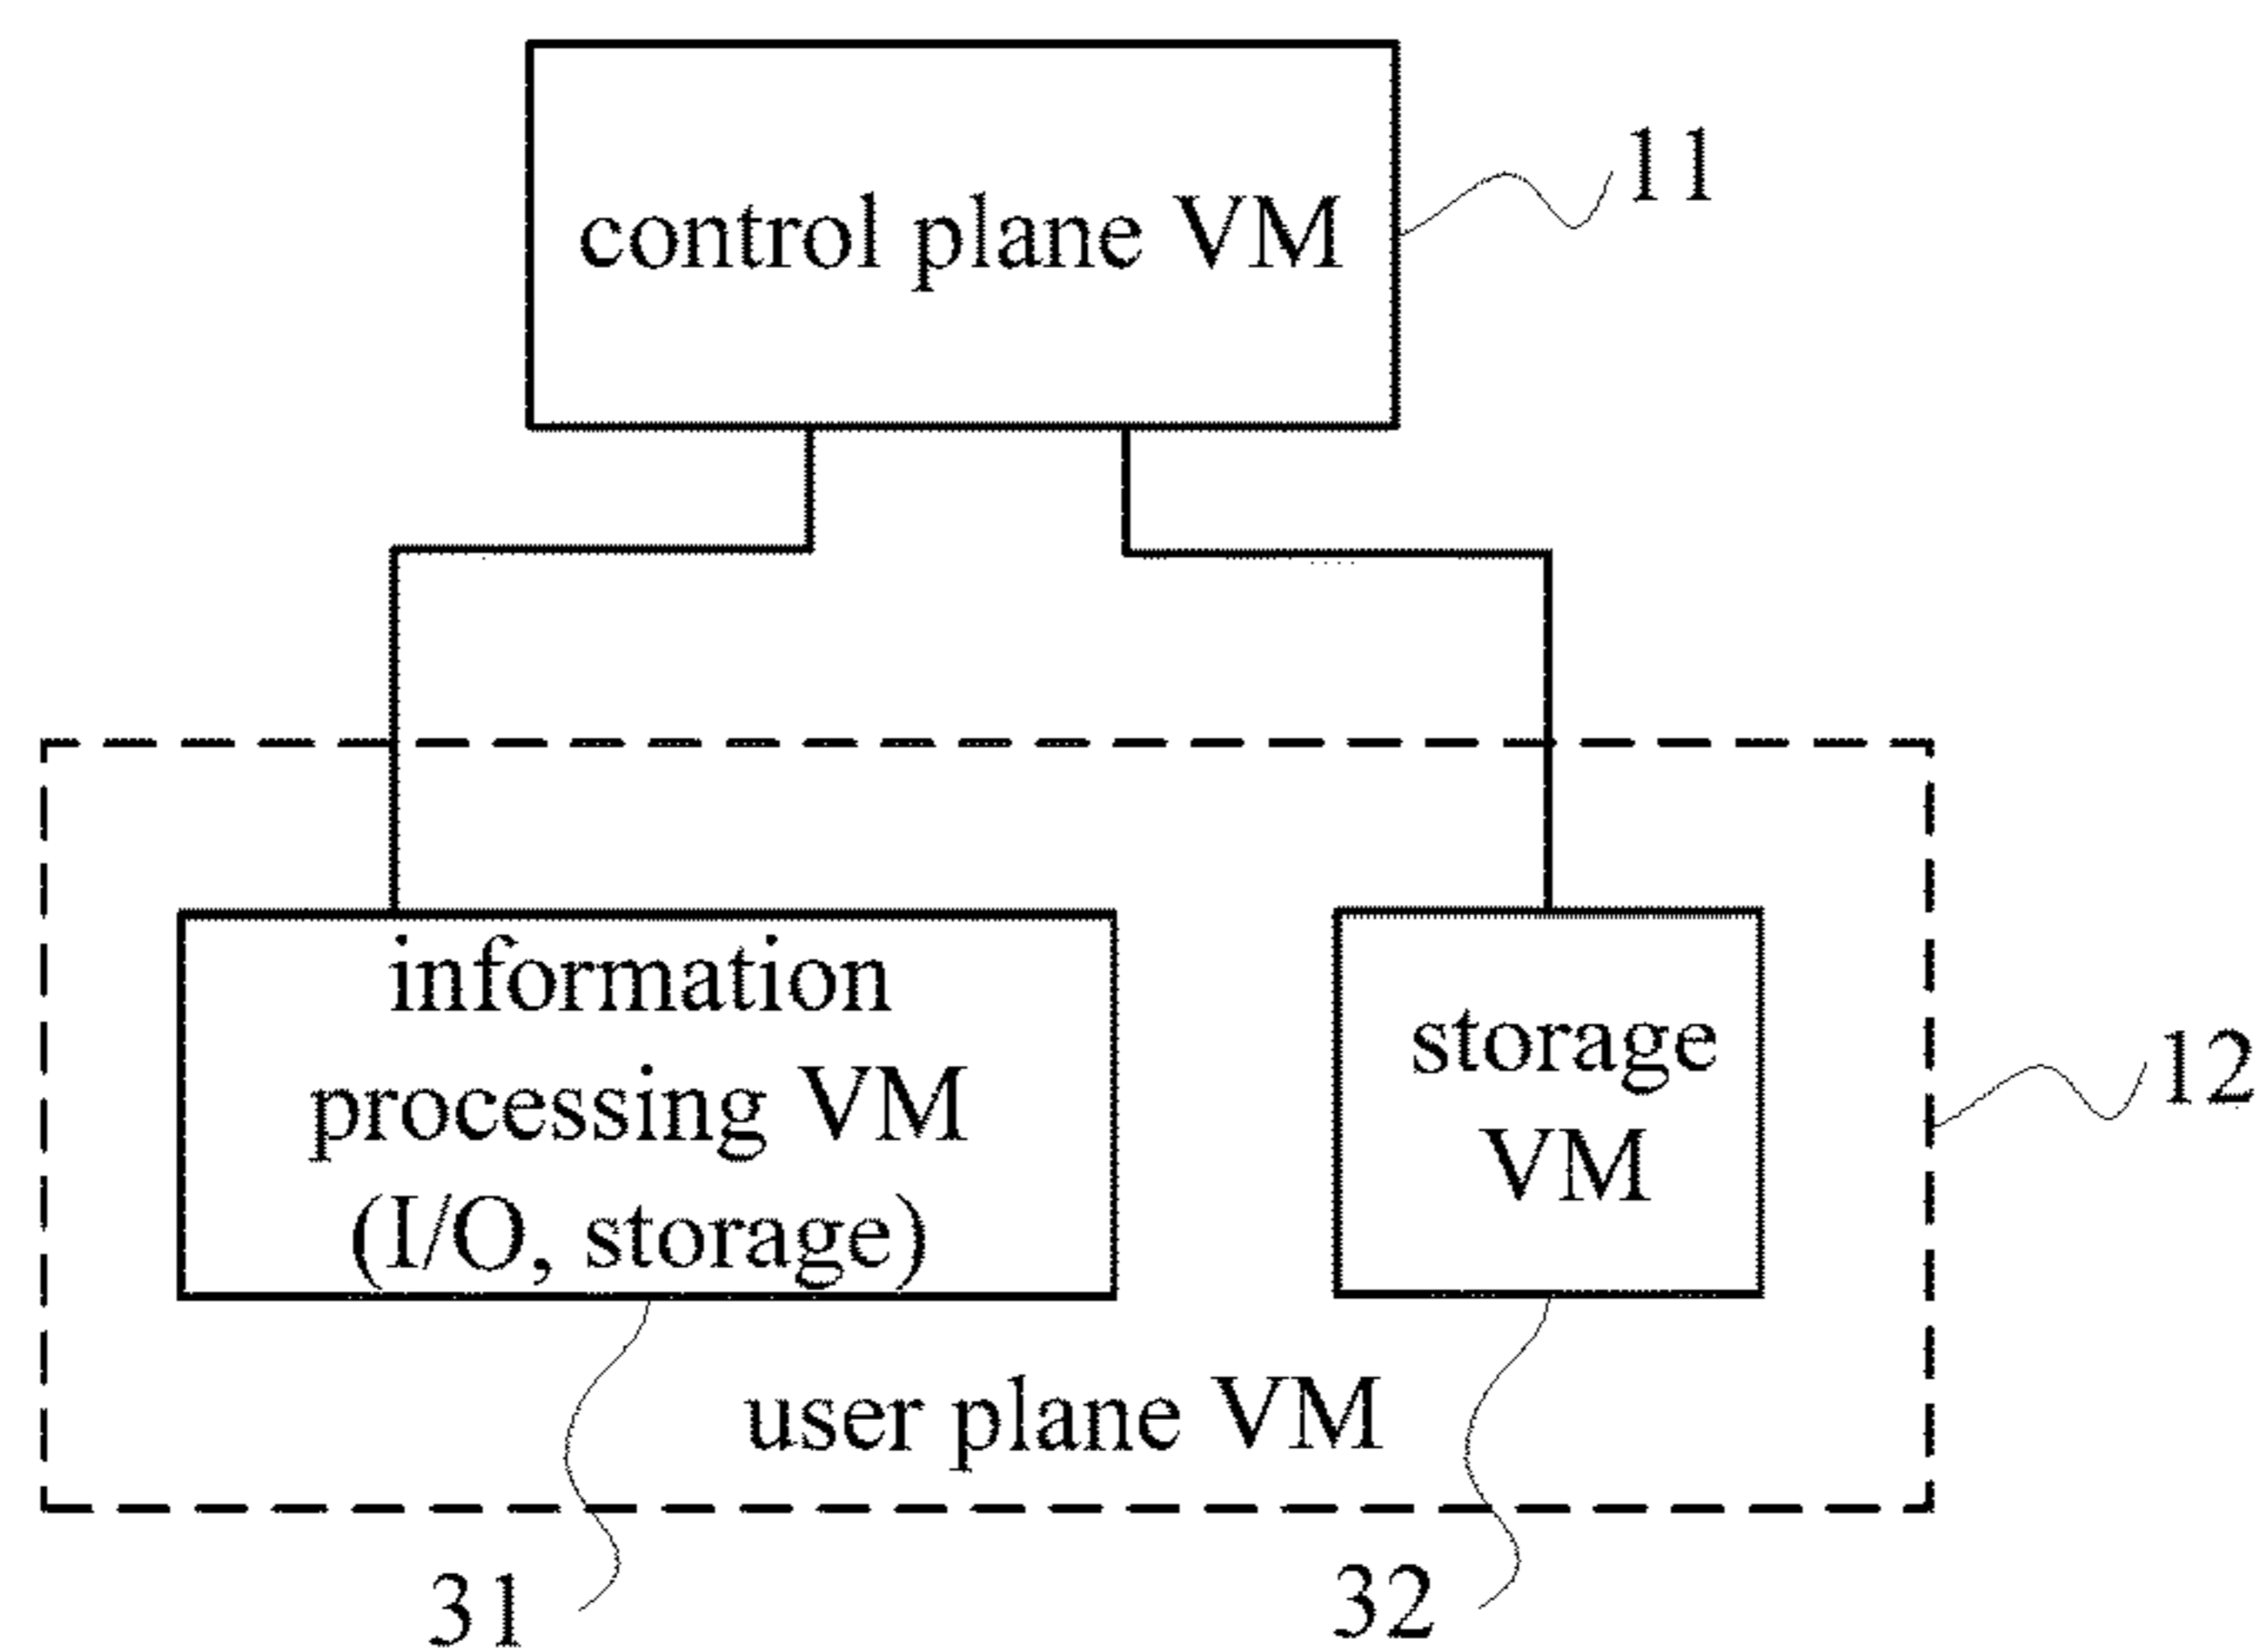 control plane VM
11
information
processing VM
(I/O, storage)
storage
VM
12
user plane VM
31
32